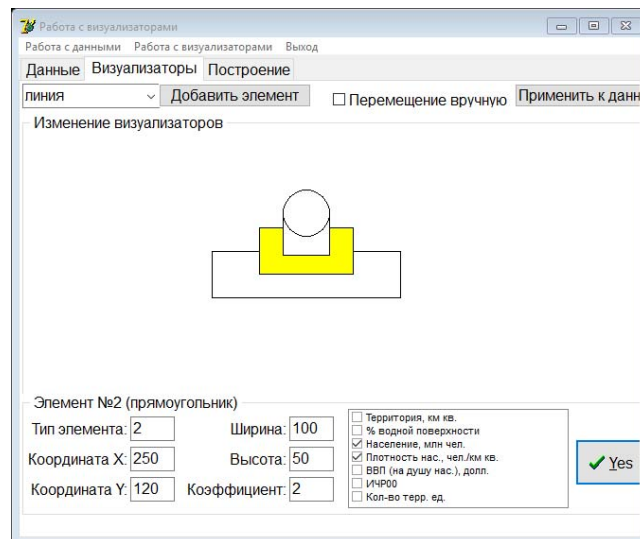 Работа с визуализаторами
Работа с данными Работа с визуализаторами Выход
Данные Визуализаторы Построение
линия Добавить элемент Перемещение вручную Применить к данн
Изменение визуализаторов
Элемент №2 (прямоугольник)
Тип элемента: 2 Ширина: 100
Координата X: 250 Высота: 50
Координата Y: 120 Коэффициент: 2
Территория, км кв.
% водной поверхности
Население, млн чел.
Плотность нас., чел./км кв.
ВВП (на душу нас.), долл.
ИЧР00
Кол-во терр. ед.
Yes